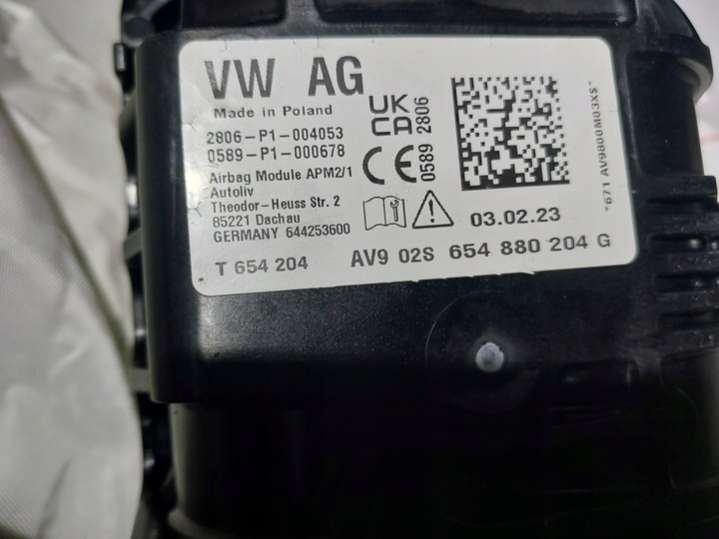 VW AG
Made in Poland
2806-P1-004053
0589-P1-000678
Airbag Module APM2/1
Autoliv
Theodor-Heuss Str. 2
85221 Dachau
GERMANY 644253600
T 654 204
UK
CA
2806
CE
0589
03.02.23
AV9 02S 654 880 204 G
*671 AV9800M03XS*